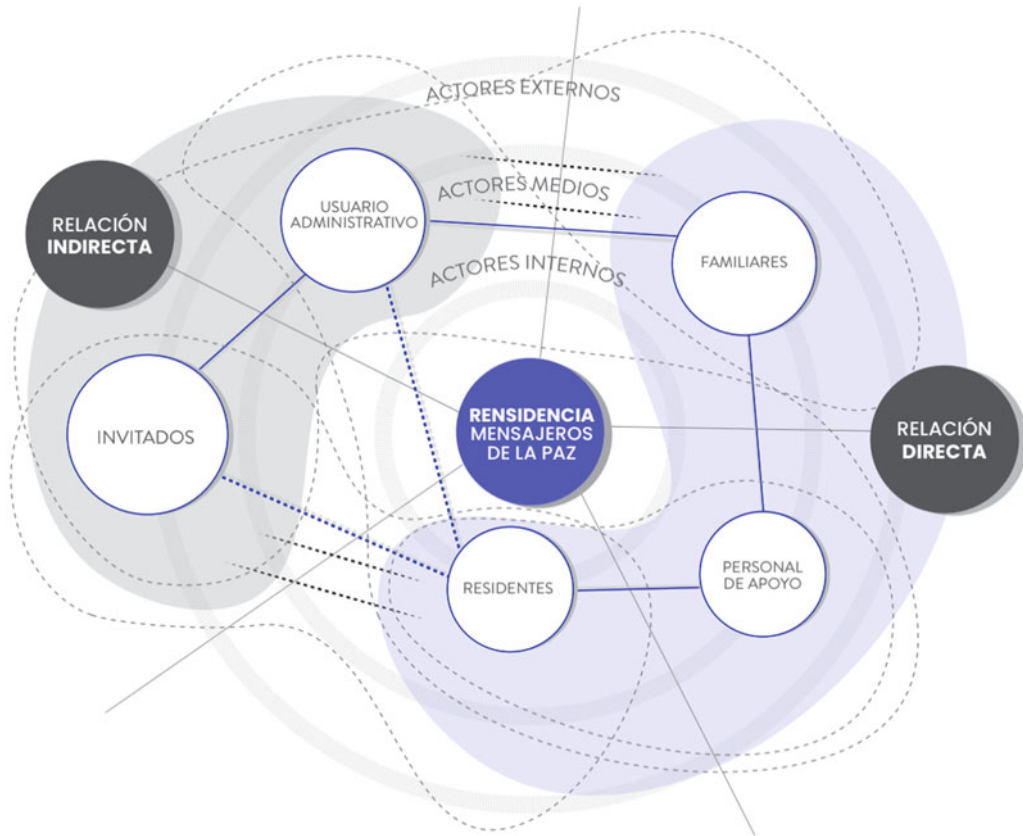 ACTORES EXTERNOS
ACTORES MEDIOS
ACTORES INTERNOS
RELACIÓN
INDIRECTA
USUARIO
ADMINISTRATIVO
FAMILIARES
INVITADOS
RENSIDENCIA
MENSAJEROS
DE LA PAZ
RELACIÓN
DIRECTA
RESIDENTES
PERSONAL
DE APOYO